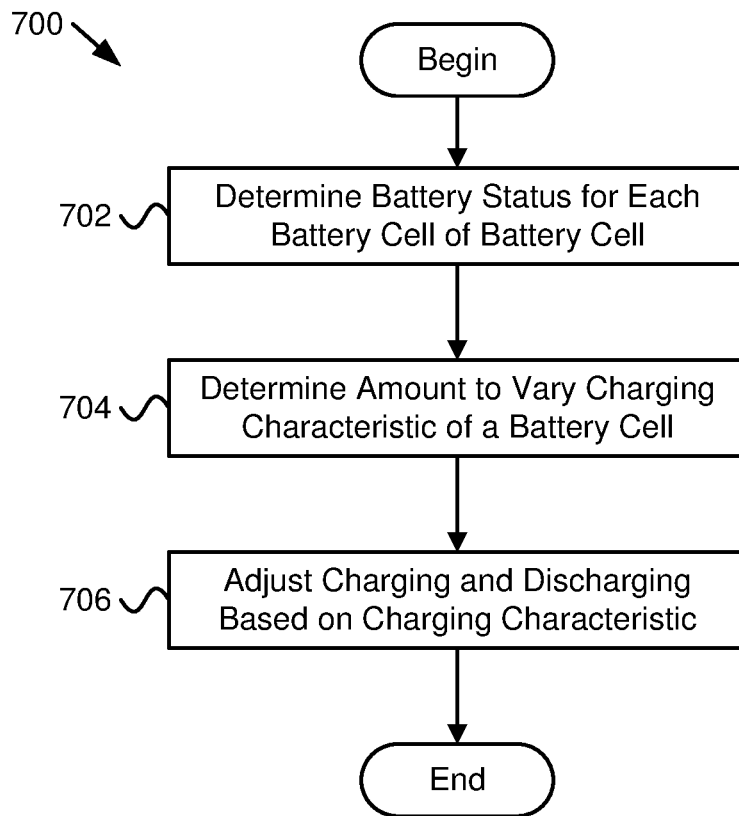 700
Begin
702
Determine Battery Status for Each
Battery Cell of Battery Cell
704
Determine Amount to Vary Charging
Characteristic of a Battery Cell
706
Adjust Charging and Discharging
Based on Charging Characteristic
End